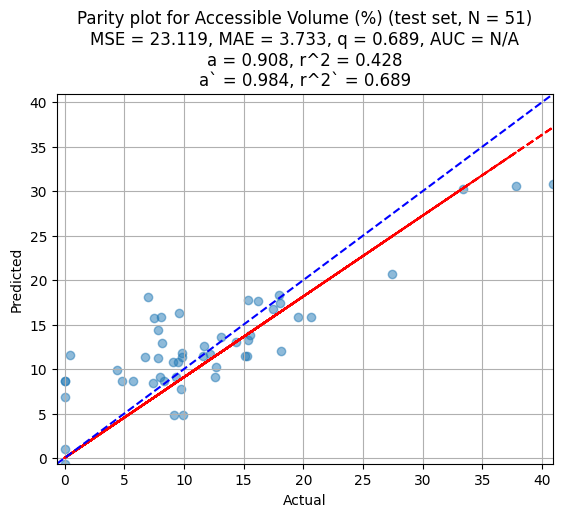 Parity plot for Accessible Volume (%) (test set, N = 51)
MSE = 23.119, MAE = 3.733, q = 0.689, AUC = N/A
a = 0.908, r^2 = 0.428
a` = 0.984, r^2` = 0.689
40
35
30
25
20
15
10
5
0
Predicted
0 5 10 15 20 25 30 35 40
Actual